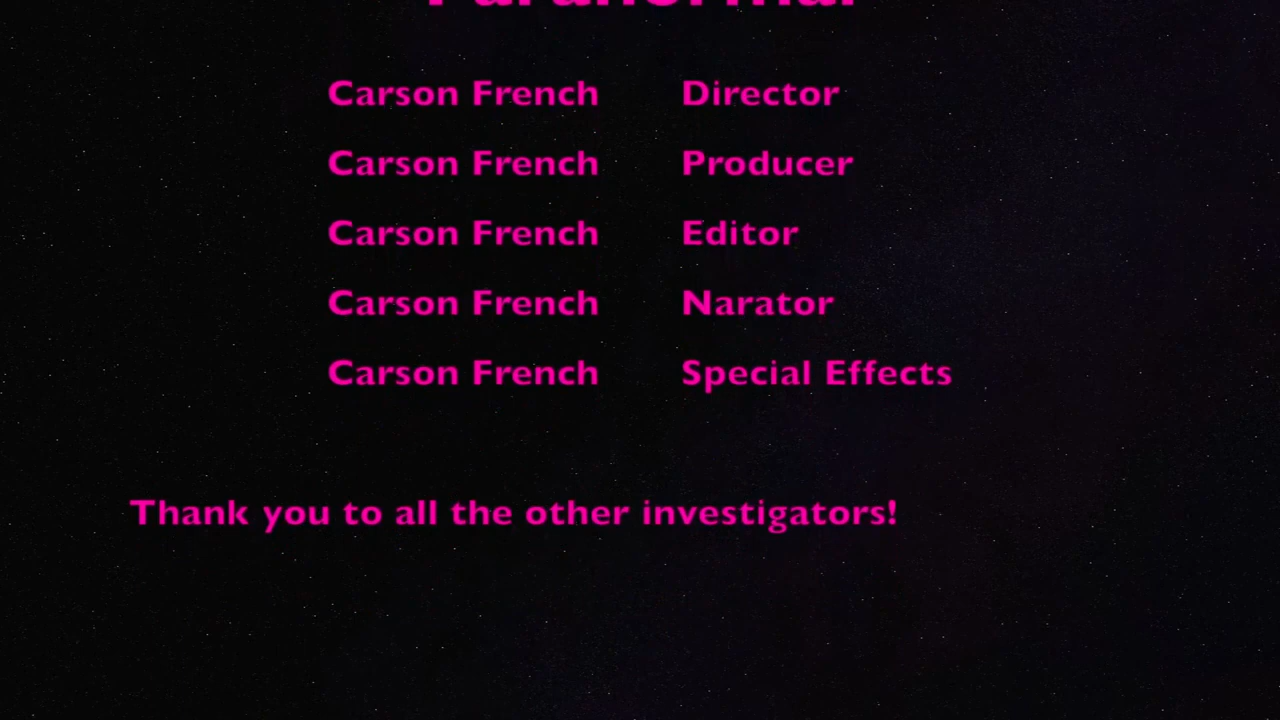 Paranormal
Carson French Director
Carson French Producer
Carson French Editor
Carson French Narator
Carson French Special Effects
Thank you to all the other investigators!